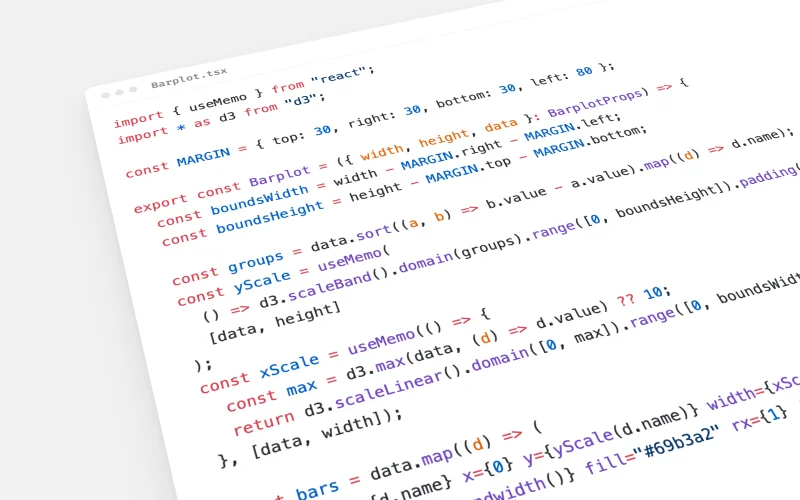 Barplot.tsx
import { useMemo } from "react";
import * as d3 from "d3";
const MARGIN = { top: 30, right: 30, bottom: 30, left: 80 };
export const Barplot = ({ width, height, data }: BarplotProps) => {
const boundsWidth = width - MARGIN.right - MARGIN.left;
const boundsHeight = height - MARGIN.top - MARGIN.bottom;
const groups = data.sort((a, b) => b.value - a.value).map((d) => d.name);
const yScale = useMemo(
() => d3.scaleBand().domain(groups).range([0, boundsHeight]).padding(
[data, height]
);
const xScale = useMemo(() => {
const max = d3.max(data, (d) => d.value) ?? 10;
return d3.scaleLinear().domain([0, max]).range([0, boundsWidt
}, [data, width]);
bars = data.map((d) => (
{d.name} x={0} y={yScale(d.name)} width={xSca
ndwidth()} fill="#69b3a2" rx={1}